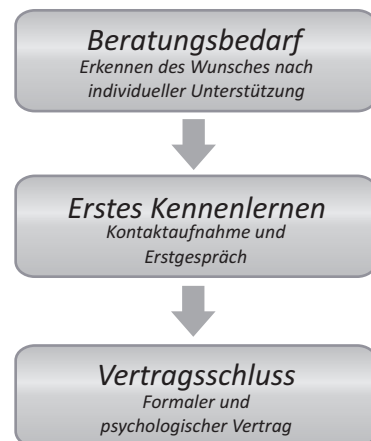 Beratungsbedarf
Erkennen des Wunsches nach
individueller Unterstützung
Erstes Kennenlernen
Kontaktaufnahme und
Erstgespräch
Vertragsschluss
Formaler und
psychologischer Vertrag